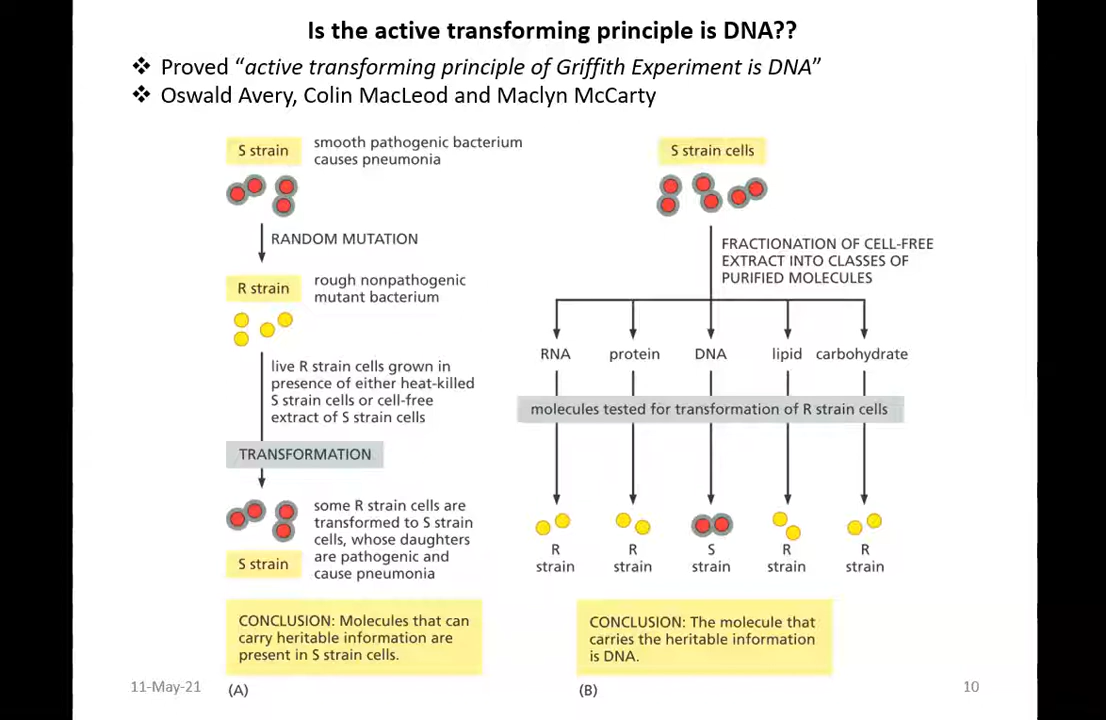 Is the active transforming principle is DNA??
❖ Proved “active transforming principle of Griffith Experiment is DNA”
❖ Oswald Avery, Colin MacLeod and Maclyn McCarty
S strain
smooth pathogenic bacterium
causes pneumonia
RANDOM MUTATION
R strain
rough nonpathogenic
mutant bacterium
live R strain cells grown in
presence of either heat-killed
S strain cells or cell-free
extract of S strain cells
TRANSFORMATION
some R strain cells are
transformed to S strain
cells, whose daughters
are pathogenic and
cause pneumonia
S strain
CONCLUSION: Molecules that can
carry heritable information are
present in S strain cells.
(A)
S strain cells
FRACTIONATION OF CELL-FREE
EXTRACT INTO CLASSES OF
PURIFIED MOLECULES
RNA protein DNA lipid carbohydrate
molecules tested for transformation of R strain cells
R R S R R
strain strain strain strain strain
CONCLUSION: The molecule that
carries the heritable information
is DNA.
(B)
11-May-21
10